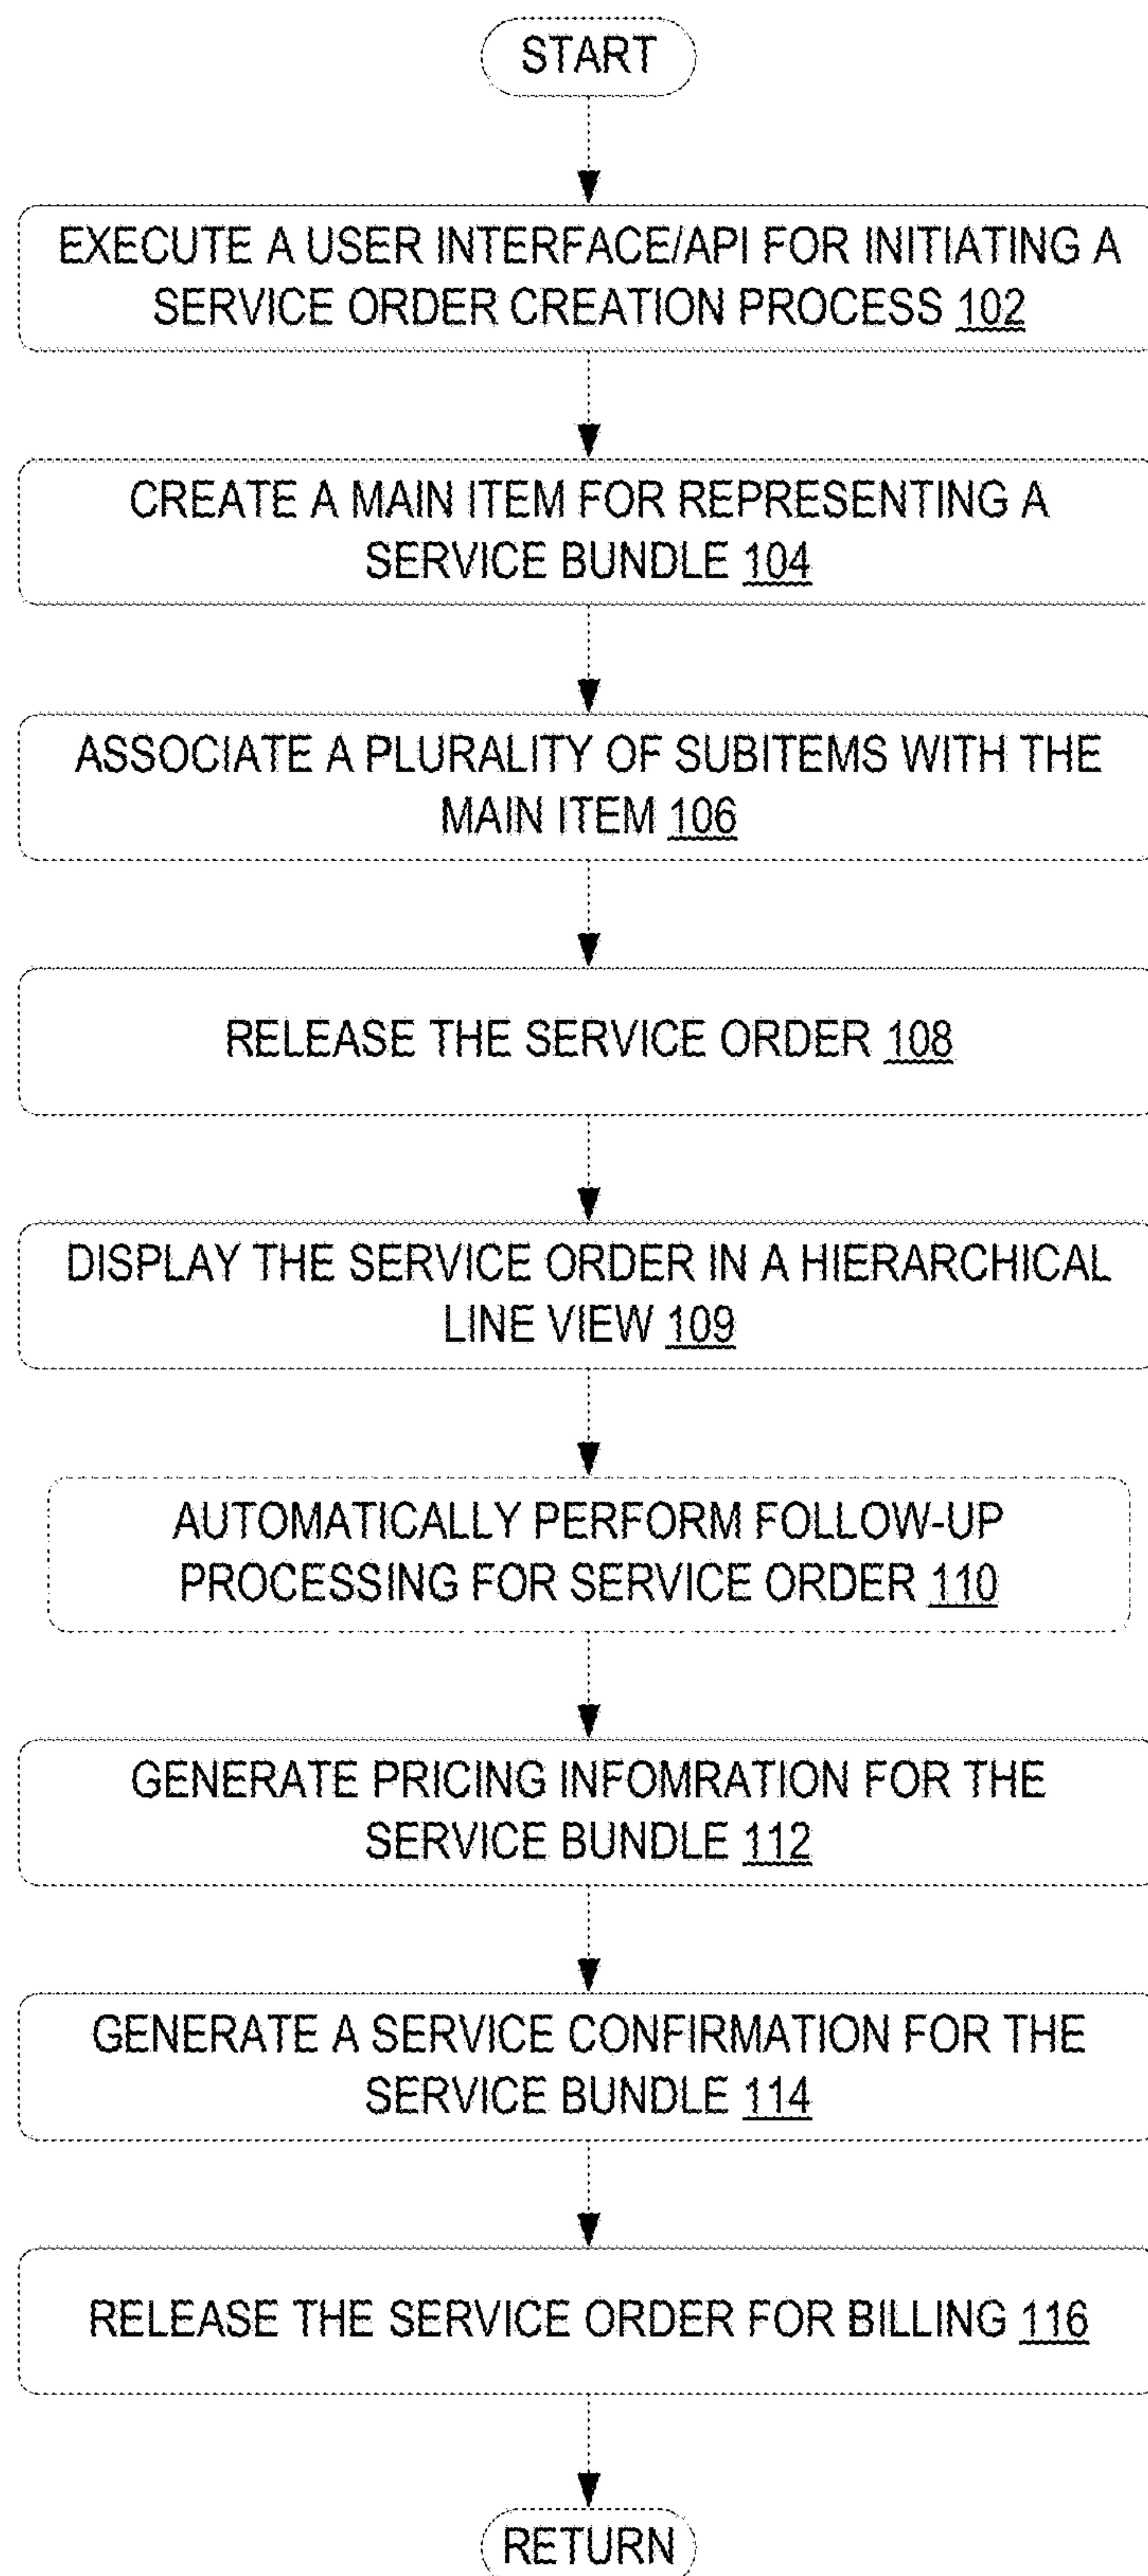 START
EXECUTE A USER INTERFACE/API FOR INITIATING A
SERVICE ORDER CREATION PROCESS 102
CREATE A MAIN ITEM FOR REPRESENTING A
SERVICE BUNDLE 104
ASSOCIATE A PLURALITY OF SUBITEMS WITH THE
MAIN ITEM 106
RELEASE THE SERVICE ORDER 108
DISPLAY THE SERVICE ORDER IN A HIERARCHICAL
LINE VIEW 109
AUTOMATICALLY PERFORM FOLLOW-UP
PROCESSING FOR SERVICE ORDER 110
GENERATE PRICING INFOMRATION FOR THE
SERVICE BUNDLE 112
GENERATE A SERVICE CONFIRMATION FOR THE
SERVICE BUNDLE 114
RELEASE THE SERVICE ORDER FOR BILLING 116
RETURN